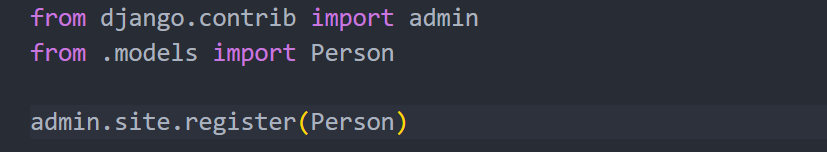 from django.contrib import admin
from .models import Person
admin.site.register(Person)